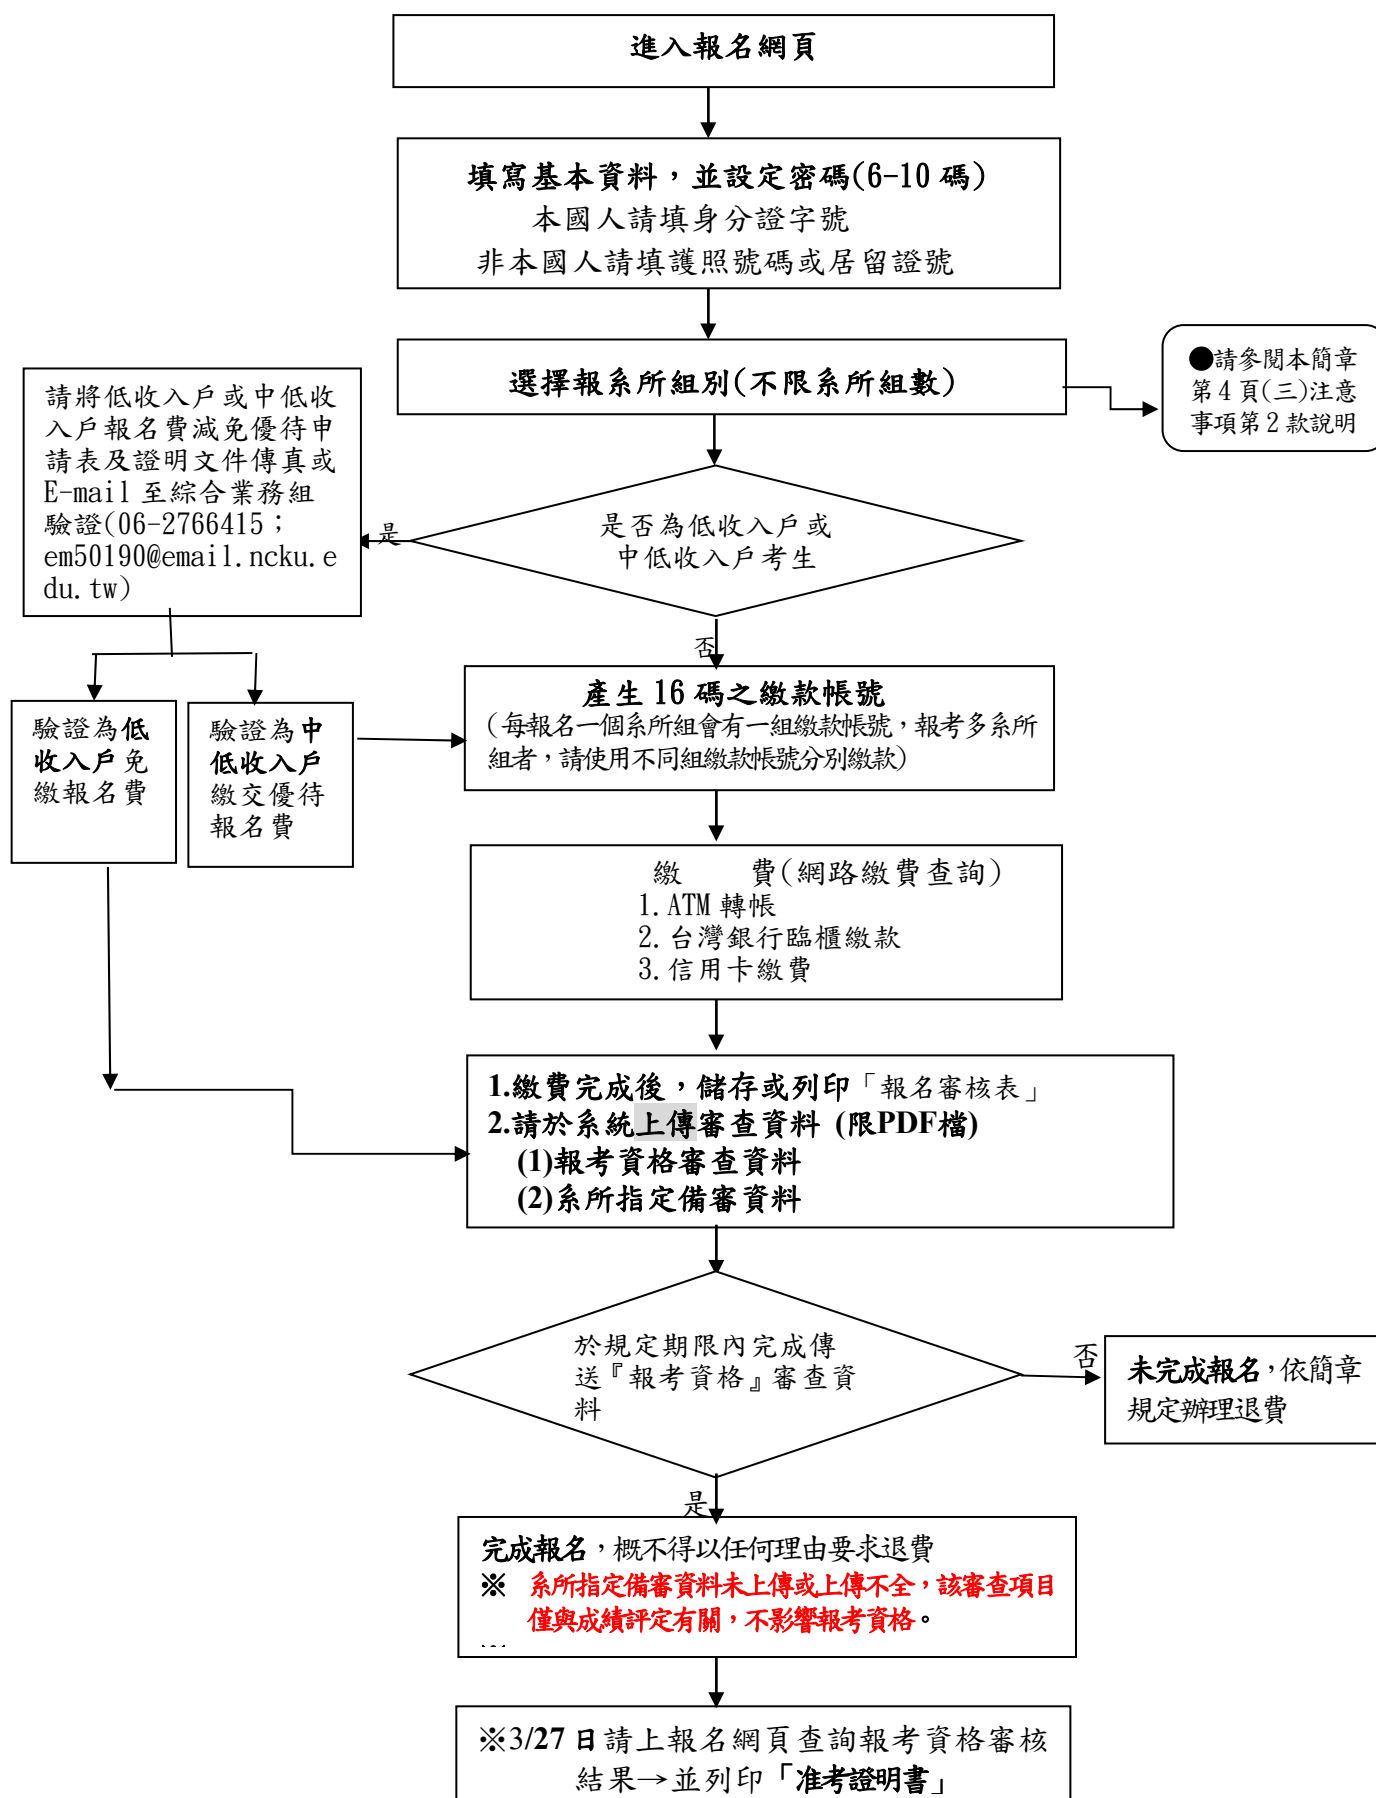 進入報名網頁
填寫基本資料，並設定密碼(6-10 碼)
本國人請填身分證字號
非本國人請填護照號碼或居留證號
選擇報系所組別(不限系所組數)
●請參閱本簡章
第 4 頁(三)注意
事項第 2 款說明
請將低收入戶或中低收
入戶報名費減免優待申
請表及證明文件傳真或
E-mail 至綜合業務組
驗證(06-2766415；
em50190@email.ncku.e
du.tw)
是
是否為低收入戶或
中低收入戶考生
否
驗證為低
收入戶免
繳報名費
驗證為中
低收入戶
繳交優待
報名費
產生 16 碼之繳款帳號
(每報名一個系所組會有一組繳款帳號，報考多系所
組者，請使用不同組繳款帳號分別繳款)
繳　　費(網路繳費查詢)
1.ATM 轉帳
2.台灣銀行臨櫃繳款
3.信用卡繳費
1.繳費完成後，儲存或列印「報名審核表」
2.請於系統上傳審查資料 (限PDF檔)
(1)報考資格審查資料
(2)系所指定備審資料
於規定期限內完成傳
送『報考資格』審查資
料
否
未完成報名，依簡章
規定辦理退費
是
完成報名，概不得以任何理由要求退費
※ 系所指定備審資料未上傳或上傳不全，該審查項目
僅與成績評定有關，不影響報考資格。
※3/27 日請上報名網頁查詢報考資格審核
結果→並列印「准考證明書」